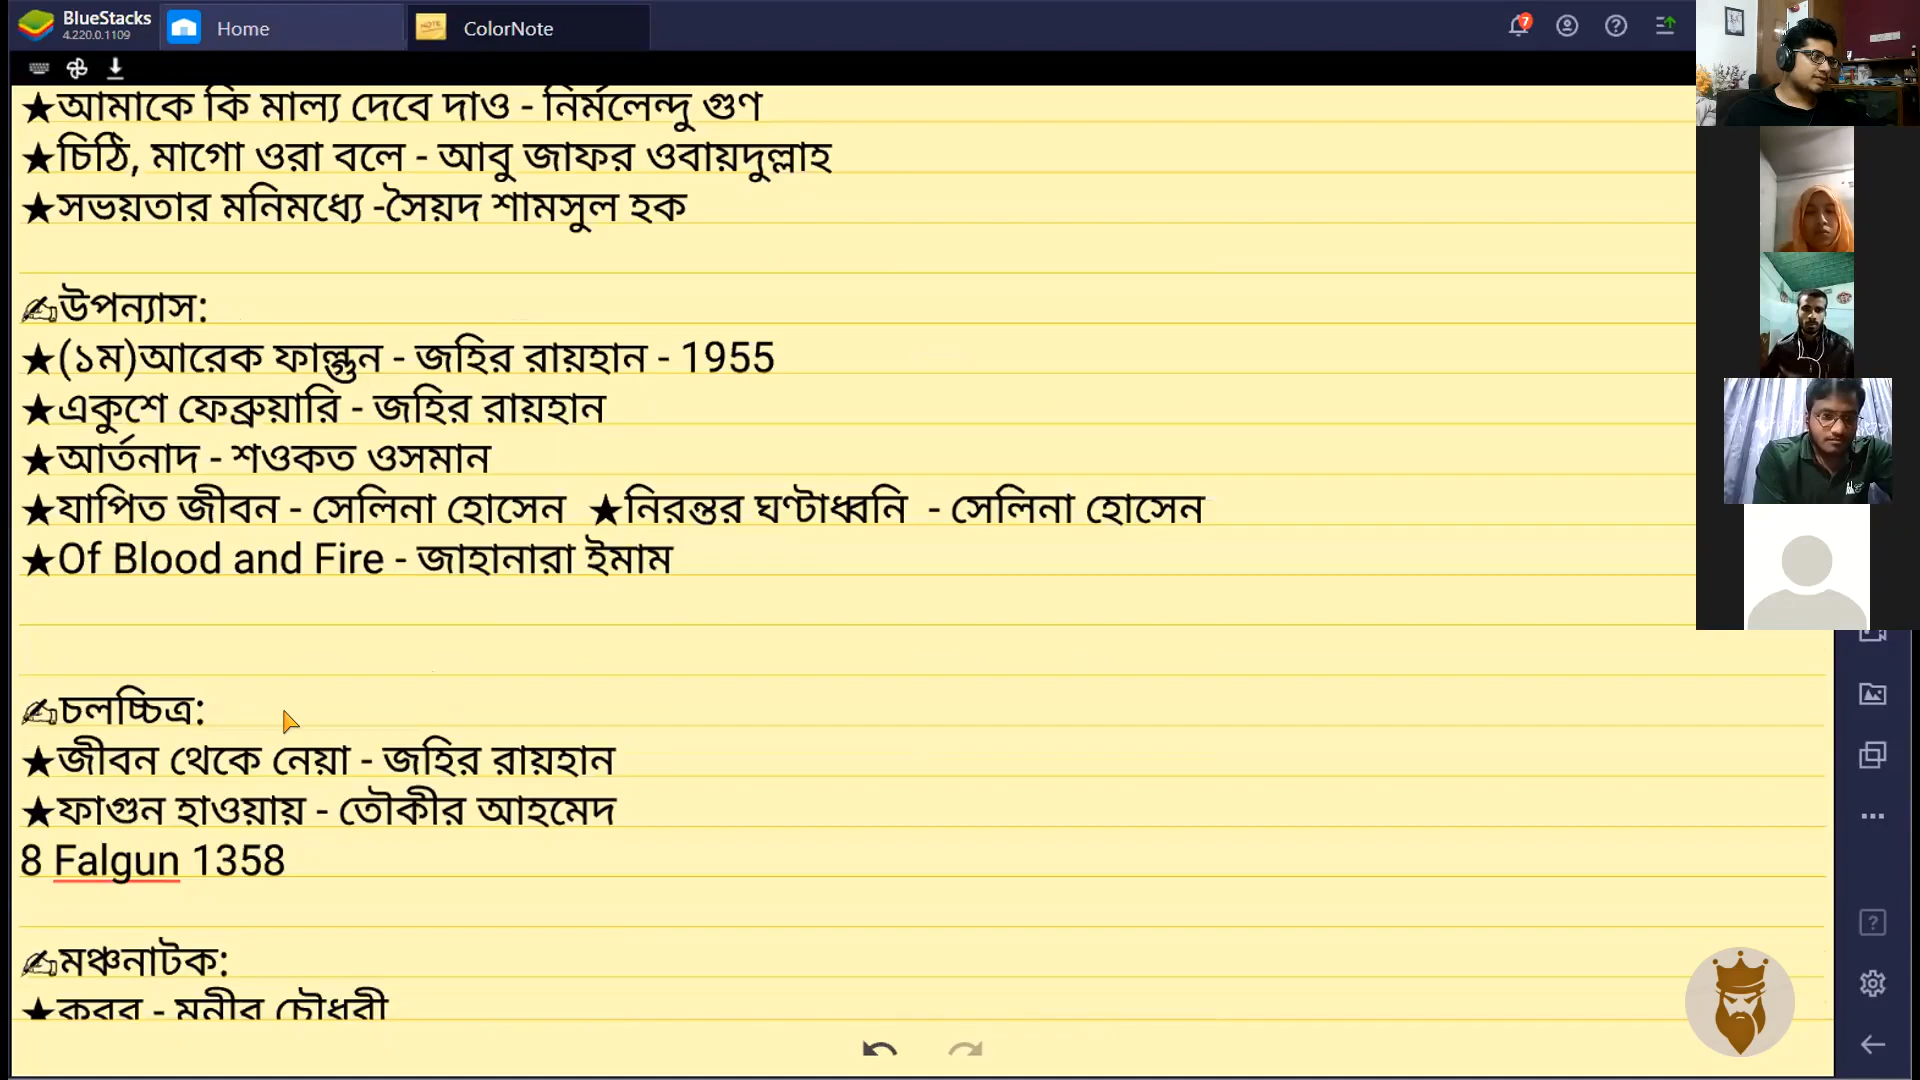 BlueStacks
4.220.0.1109
Home
ColorNote
7
★আমাকে কি মাল্য দেবে দাও - নির্মলেন্দু গুণ
★চিঠি, মাগো ওরা বলে - আবু জাফর ওবায়দুল্লাহ
★সভয়তার মনিমধ্যে -সৈয়দ শামসুল হক
✍উপন্যাস:
★(১ম)আরেক ফাল্গুন - জহির রায়হান - 1955
★একুশে ফেব্রুয়ারি - জহির রায়হান
★আর্তনাদ - শওকত ওসমান
★যাপিত জীবন - সেলিনা হোসেন ★নিরন্তর ঘণ্টাধ্বনি - সেলিনা হোসেন
★Of Blood and Fire - জাহানারা ইমাম
✍চলচ্চিত্র:
★জীবন থেকে নেয়া - জহির রায়হান
★ফাগুন হাওয়ায় - তৌকীর আহমেদ
8 Falgun 1358
✍মঞ্চনাটক:
★কবর - মুনীর চৌধুরী